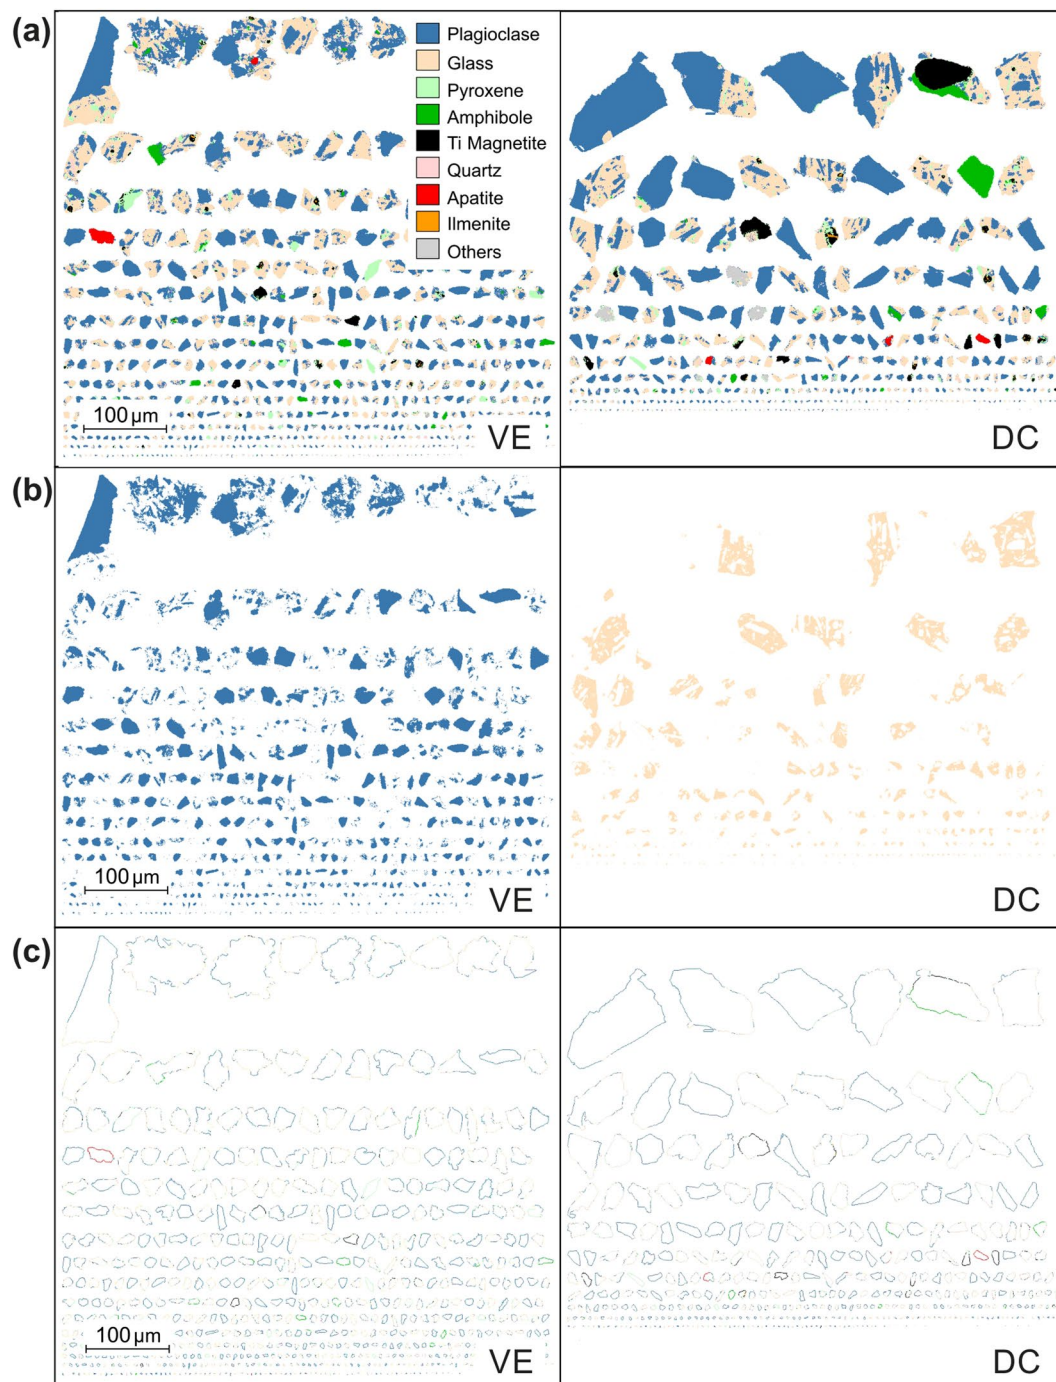 (a)
Plagioclase
Glass
Pyroxene
Amphibole
Ti Magnetite
Quartz
Apatite
Ilmenite
Others
100 µm
VE
DC
(b)
100 µm
VE
DC
(c)
100 µm
VE
DC